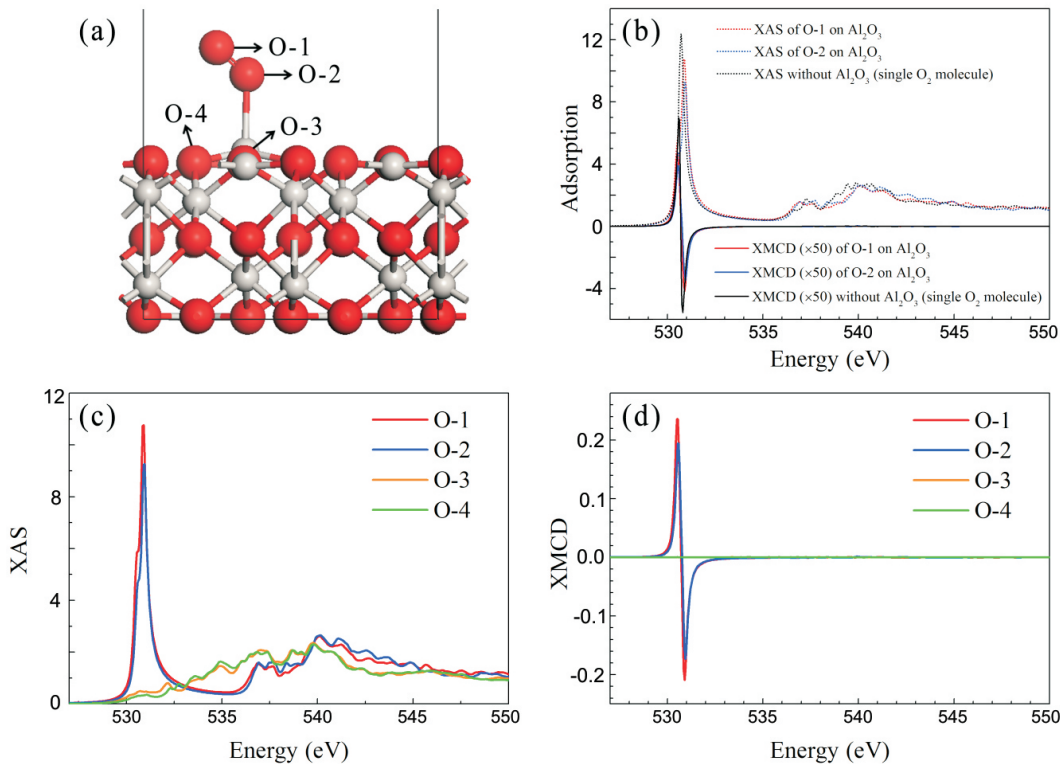 (a)
O-1
O-2
O-4
O-3
(b)
XAS of O-1 on Al₂O₃
XAS of O-2 on Al₂O₃
XAS without Al₂O₃ (single O₂ molecule)
12
8
4
0
-4
Adsorption
XMCD (×50) of O-1 on Al₂O₃
XMCD (×50) of O-2 on Al₂O₃
XMCD (×50) without Al₂O₃ (single O₂ molecule)
530 535 540 545 550
Energy (eV)
(c)
O-1
O-2
O-3
O-4
12
8
4
2
0
XAS
530 535 540 545 550
Energy (eV)
(d)
O-1
O-2
O-3
O-4
0.2
0.1
0.0
-0.1
-0.2
XMCD
530 535 540 545 550
Energy (eV)